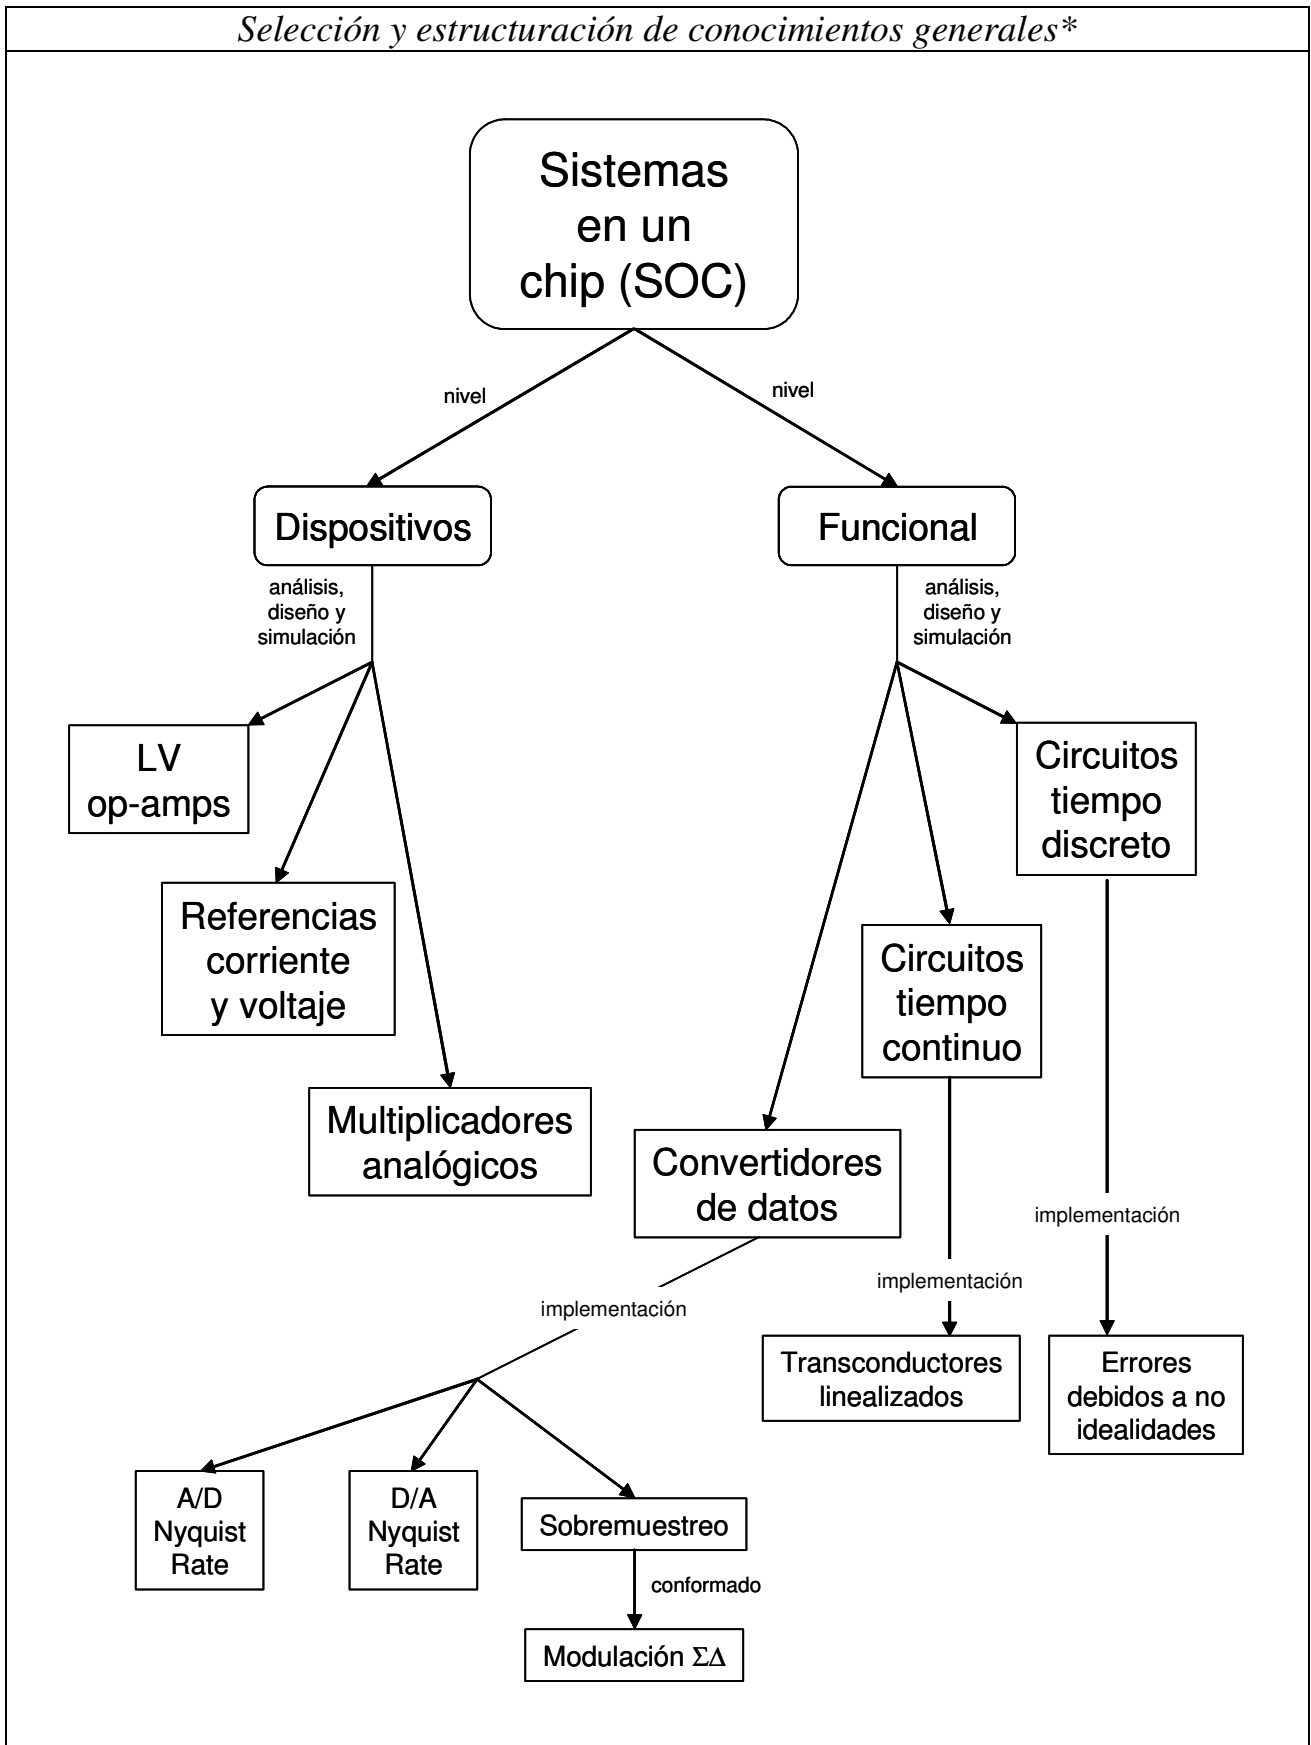 Selección y estructuración de conocimientos generales*
Sistemas
en un
chip (SOC)
nivel
nivel
Dispositivos
Funcional
análisis,
diseño y
simulación
análisis,
diseño y
simulación
LV
op-amps
Circuitos
tiempo
discreto
Referencias
corriente
y voltaje
Circuitos
tiempo
continuo
Multiplicadores
analógicos
Convertidores
de datos
implementación
implementación
implementación
Transconductores
linealizados
Errores
debidos a no
idealidades
A/D
Nyquist
Rate
D/A
Nyquist
Rate
Sobremuestreo
conformado
Modulación ΣΔ